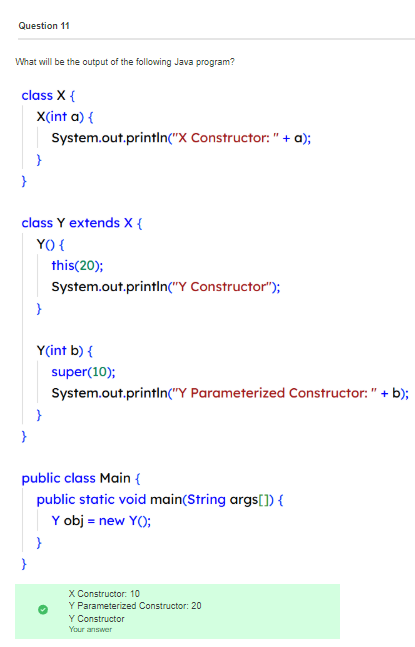 Question 11
What will be the output of the following Java program?
class X {
X(int a) {
System.out.println("X Constructor: " + a);
}
}
class Y extends X {
Y() {
this(20);
System.out.println("Y Constructor");
}
Y(int b) {
super(10);
System.out.println("Y Parameterized Constructor: " + b);
}
}
public class Main {
public static void main(String args[]) {
Y obj = new Y();
}
}
X Constructor: 10
Y Parameterized Constructor: 20
Y Constructor
Your answer